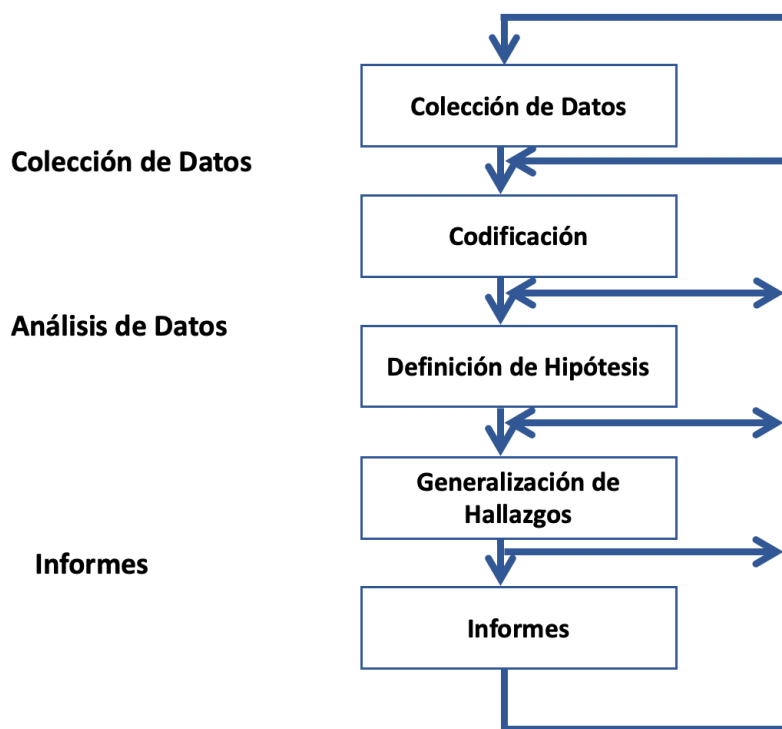 Colección de Datos
Colección de Datos
Codificación
Análisis de Datos
Definición de Hipótesis
Generalización de
Hallazgos
Informes
Informes